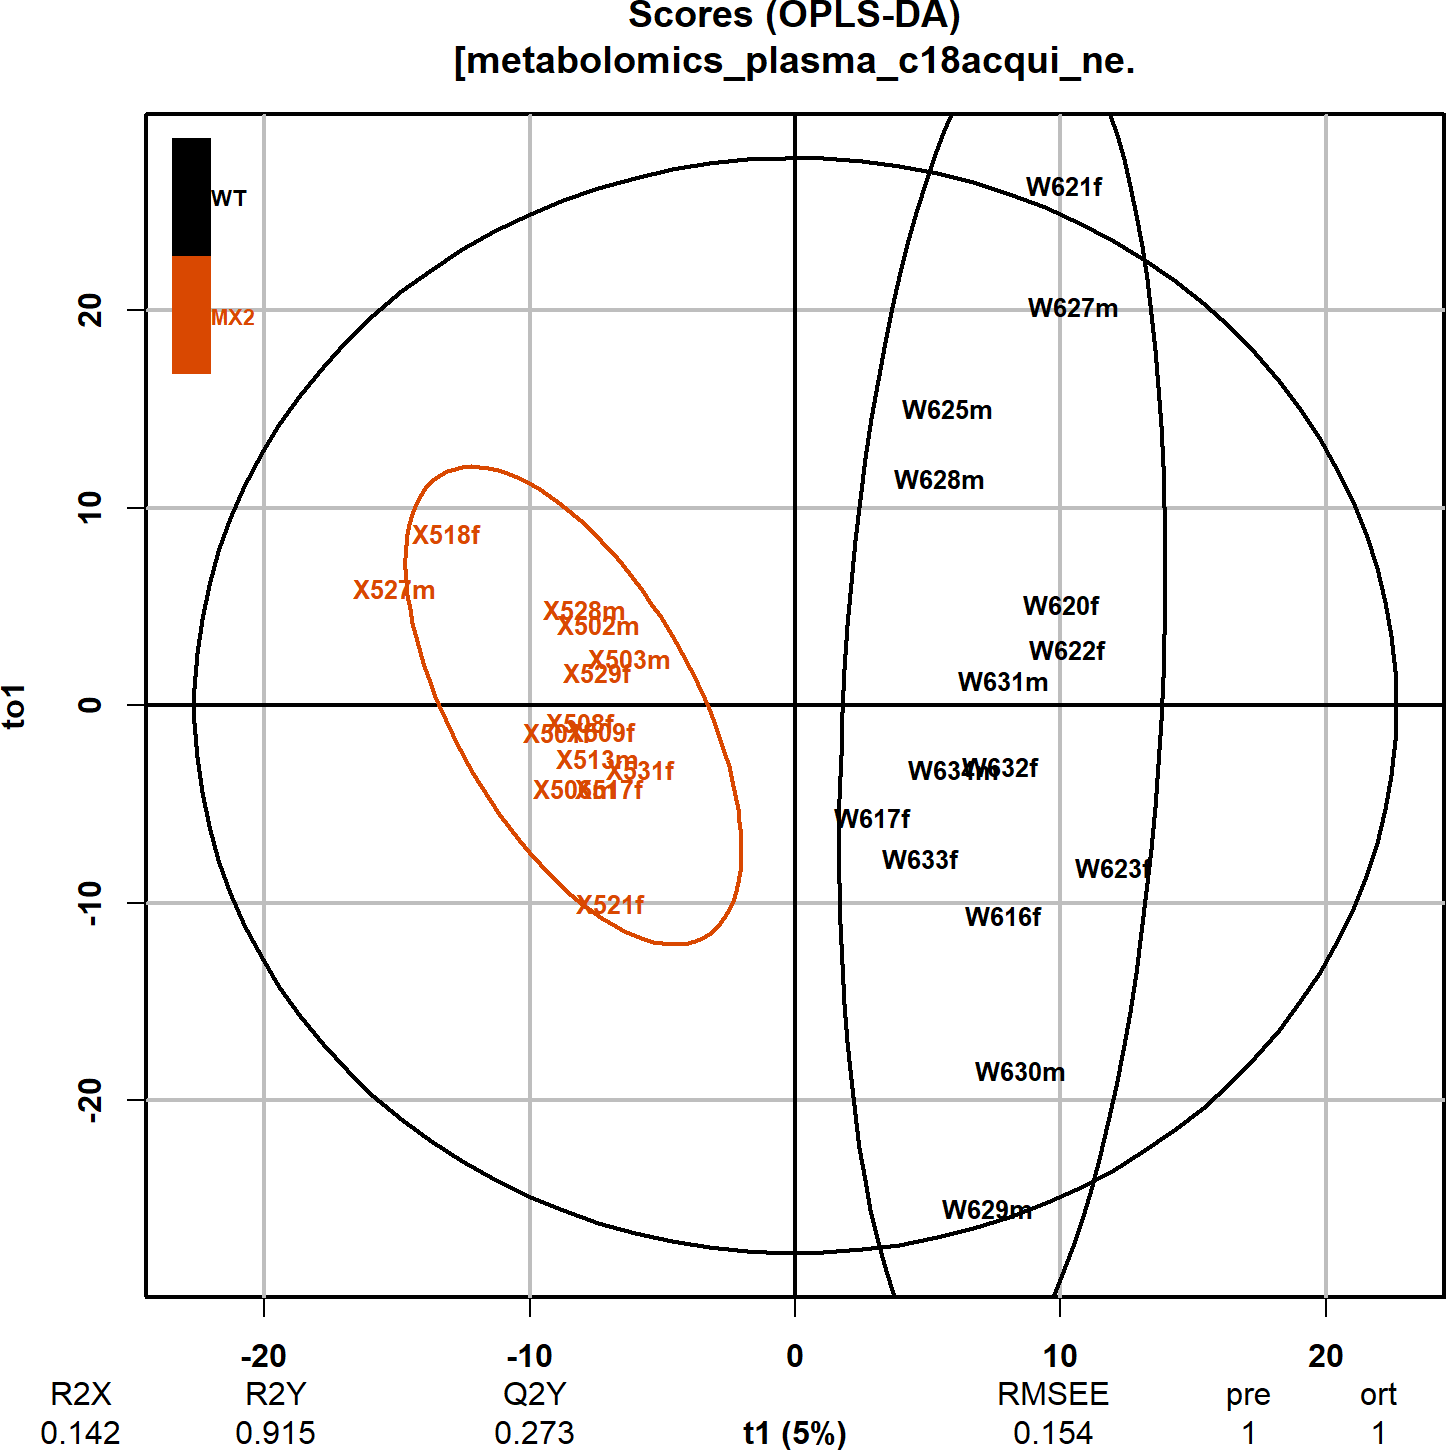 Scores (OPLS-DA)
[metabolomics_plasma_c18acqui_ne.
WT
MX2
W621f
W627m
W625m
W628m
X518f
X527m
X528m
X502m
X503m
X529f
W620f
W622f
W631m
X508f
X509f
X513m
X531f
X517f
W634m
W632f
W617f
W633f
W623f
W616f
X521f
W630m
W629m
to1
20
10
0
-10
-20
-20
-10
0
10
20
R2X R2Y Q2Y RMSEE pre ort
0.142 0.915 0.273 t1 (5%) 0.154 1 1